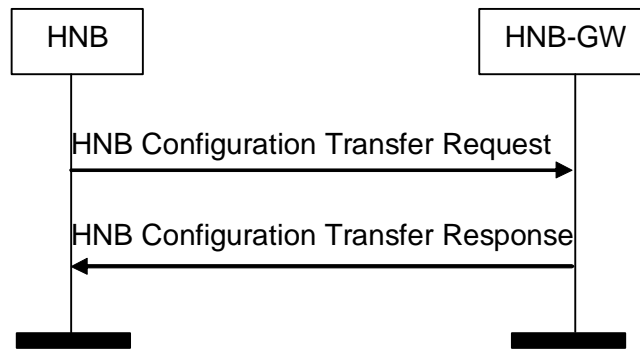 HNB
HNB-GW
HNB Configuration Transfer Request
HNB Configuration Transfer Response